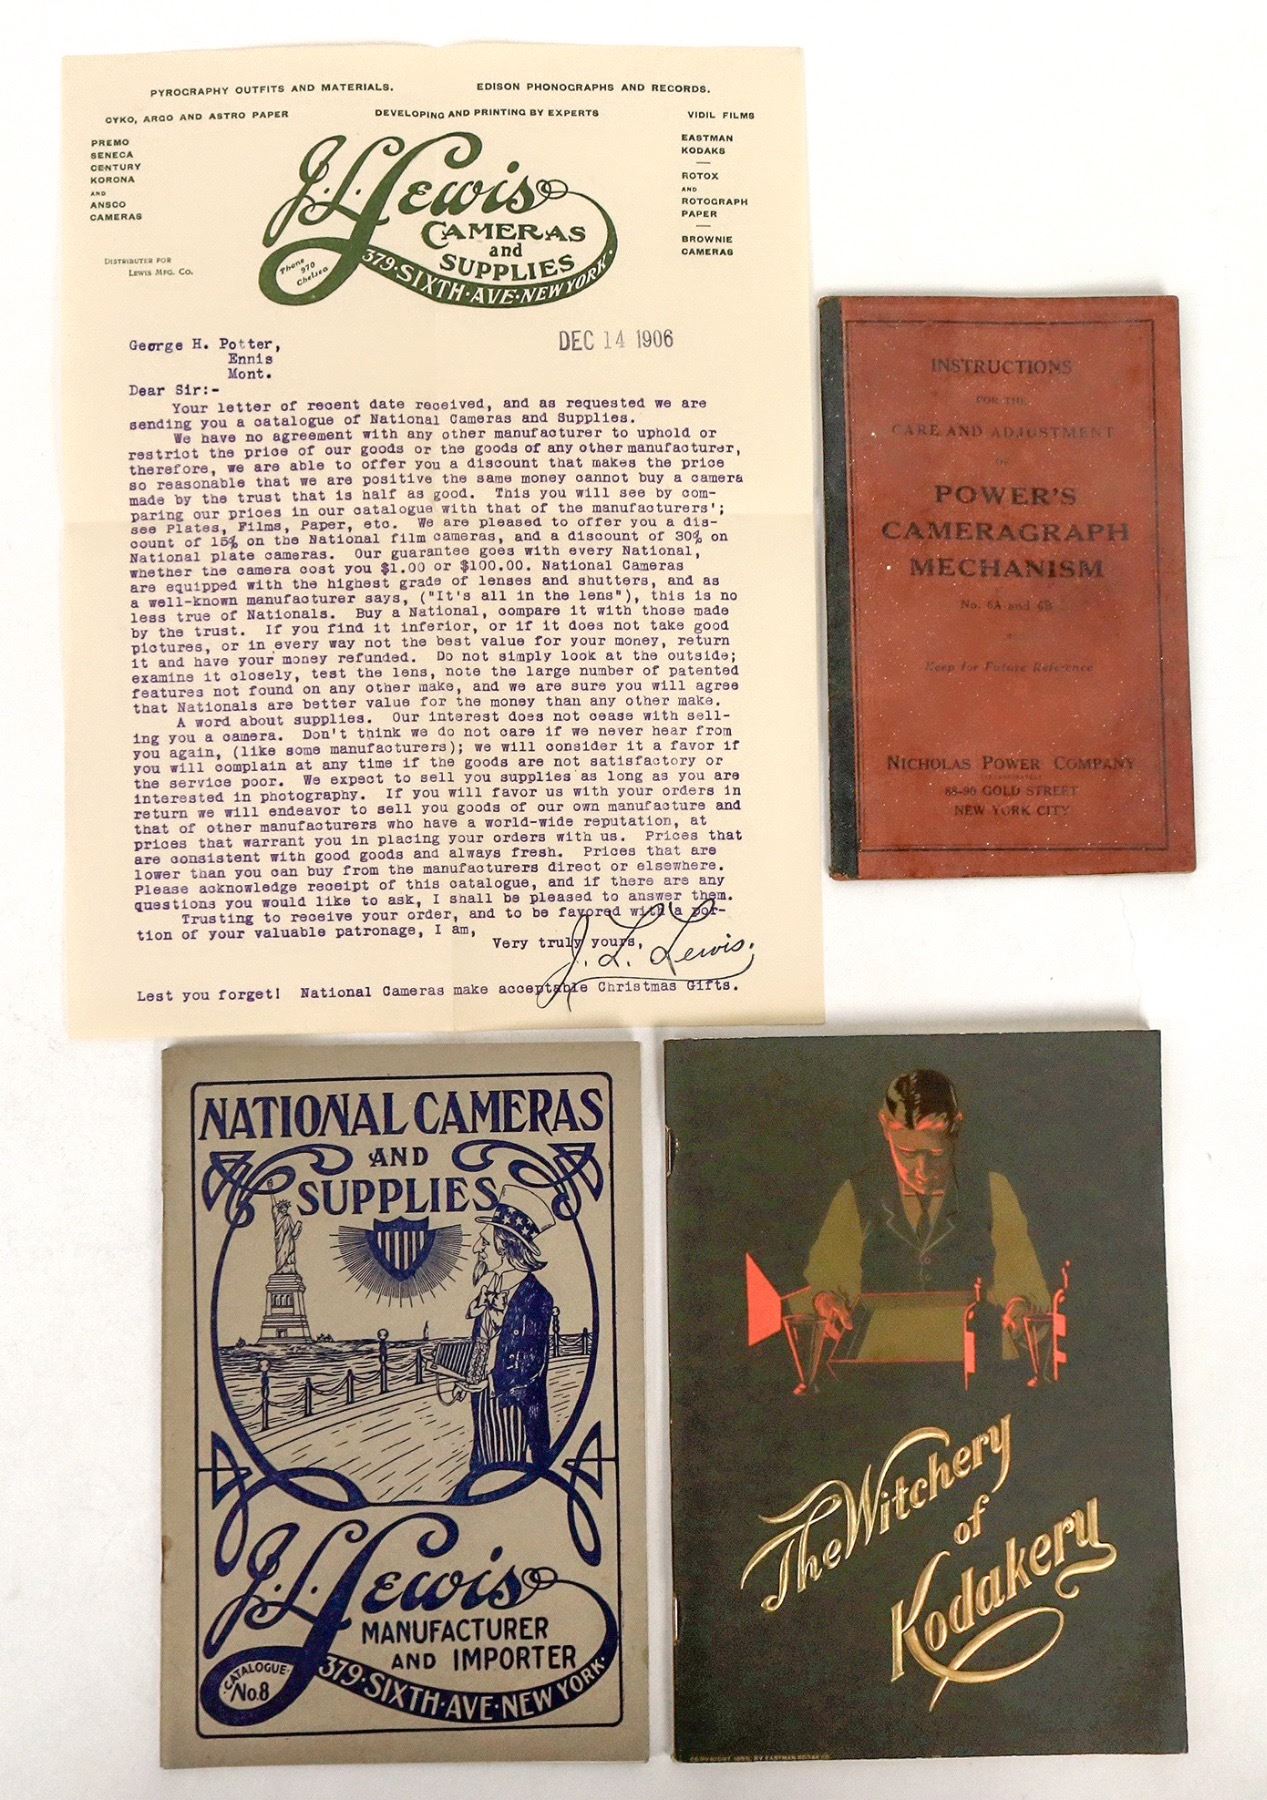 PYROGRAPHY OUTFITS AND MATERIALS. EDISON PHONOGRAPHS AND RECORDS.
CYKO, ARGO AND ASTRO PAPER DEVELOPING AND PRINTING BY EXPERTS VIDIL FILMS
PREMO
SENECA
CENTURY
KORONA
AND
ANSCO
CAMERAS
DISTRIBUTER FOR
LEWIS MFG. CO.
J. L. Lewis
CAMERAS
and
SUPPLIES
379·SIXTH·AVE·NEW YORK·
Phone
970
Chelsea
EASTMAN
KODAKS
ROTOX
AND
ROTOGRAPH
PAPER
BROWNIE
CAMERAS
DEC 14 1906
George H. Potter,
Ennis
Mont.
Dear Sir:-
Your letter of recent date received, and as requested we are
sending you a catalogue of National Cameras and Supplies.
We have no agreement with any other manufacturer to uphold or
restrict the price of our goods or the goods of any other manufacturer,
therefore, we are able to offer you a discount that makes the price
so reasonable that we are positive the same money cannot buy a camera
made by the trust that is half as good. This you will see by com-
paring our prices in our catalogue with that of the manufacturers';
see Plates, Films, Paper, etc. We are pleased to offer you a dis-
count of 15% on the National film cameras, and a discount of 30% on
National plate cameras. Our guarantee goes with every National,
whether the camera cost you $1.00 or $100.00. National Cameras
are equipped with the highest grade of lenses and shutters, and as
a well-known manufacturer says, ("It's all in the lens"), this is no
less true of Nationals. Buy a National, compare it with those made
by the trust. If you find it inferior, or if it does not take good
pictures, or in every way not the best value for your money, return
it and have your money refunded. Do not simply look at the outside;
examine it closely, test the lens, note the large number of patented
features not found on any other make, and we are sure you will agree
that Nationals are better value for the money than any other make.
A word about supplies. Our interest does not cease with sell-
ing you a camera. Don't think we do not care if we never hear from
you again, (like some manufacturers); we will consider it a favor if
you will complain at any time if the goods are not satisfactory or
the service poor. We expect to sell you supplies as long as you are
interested in photography. If you will favor us with your orders in
return we will endeavor to sell you goods of our own manufacture and
that of other manufacturers who have a world-wide reputation, at
prices that warrant you in placing your orders with us. Prices that
are consistent with good goods and always fresh. Prices that are
lower than you can buy from the manufacturers direct or elsewhere.
Please acknowledge receipt of this catalogue, and if there are any
questions you would like to ask, I shall be pleased to answer them.
Trusting to receive your order, and to be favored with a por-
tion of your valuable patronage, I am,
Very truly yours,
J. L. Lewis.
Lest you forget! National Cameras make acceptable Christmas Gifts.
INSTRUCTIONS
FOR THE
CARE AND ADJUSTMENT
OF
POWER'S
CAMERAGRAPH
MECHANISM
No. 6A and 6B
Keep for Future Reference
NICHOLAS POWER COMPANY
88-90 GOLD STREET
NEW YORK CITY
NATIONAL CAMERAS
AND
SUPPLIES
J. L. Lewis
MANUFACTURER
AND IMPORTER
379·SIXTH·AVE·NEW YORK·
CATALOGUE
No.8
The Witchery
of
Kodakery